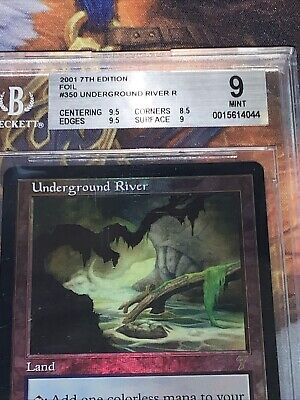 2001 7TH EDITION
FOIL
#350 UNDERGROUND RIVER R
CENTERING 9.5 CORNERS 8.5
EDGES 9.5 SURFACE 9
9
MINT
0015614044
B
BECKETT®
Underground River
Land
: Add one colorless mana to your